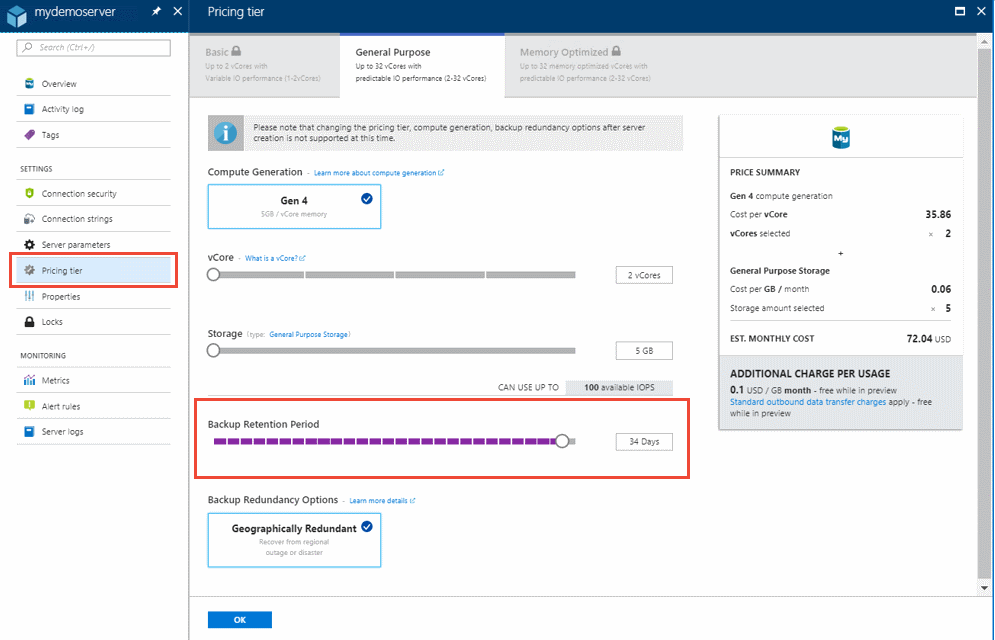 mydemoserver
Pricing tier
Search (Ctrl+/)
Overview
Activity log
Tags
SETTINGS
Connection security
Connection strings
Server parameters
Pricing tier
Properties
Locks
MONITORING
Metrics
Alert rules
Server logs
Basic
Up to 2 vCores with
Variable IO performance (1-2vCores)
General Purpose
Up to 32 vCores with
predictable IO performance (2-32 vCores)
Memory Optimized
Up to 32 memory optimized vCores with
predictable IO performance (2-32 vCores)
Please note that changing the pricing tier, compute generation, backup redundancy options after server
creation is not supported at this time.
Compute Generation - Learn more about compute generation
Gen 4
5GB / vCore memory
vCore - What is a vCore?
2 vCores
Storage (type: General Purpose Storage)
5 GB
CAN USE UP TO 100 available IOPS
Backup Retention Period
34 Days
Backup Redundancy Options - Learn more details
Geographically Redundant
Recover from regional
outage or disaster
OK
My
PRICE SUMMARY
Gen 4 compute generation
Cost per vCore 35.86
vCores selected × 2
+
General Purpose Storage
Cost per GB / month 0.06
Storage amount selected × 5
EST. MONTHLY COST 72.04 USD
ADDITIONAL CHARGE PER USAGE
0.1 USD / GB month - free while in preview
Standard outbound data transfer charges apply - free
while in preview